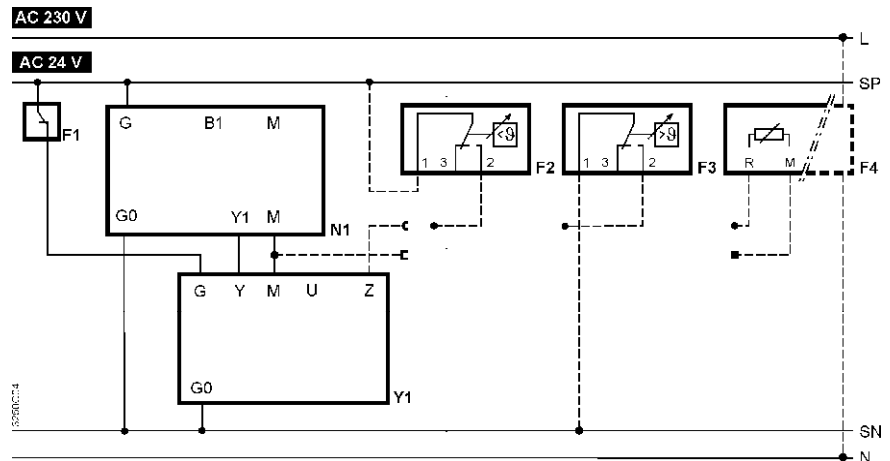 AC 230 V
L
AC 24 V
SP
F1
G B1 M
G0 Y1 M
N1
<ϑ
1 3 2
F2
>ϑ
1 3 2
F3
R M
F4
G Y M U Z
G0
Y1
SN
N